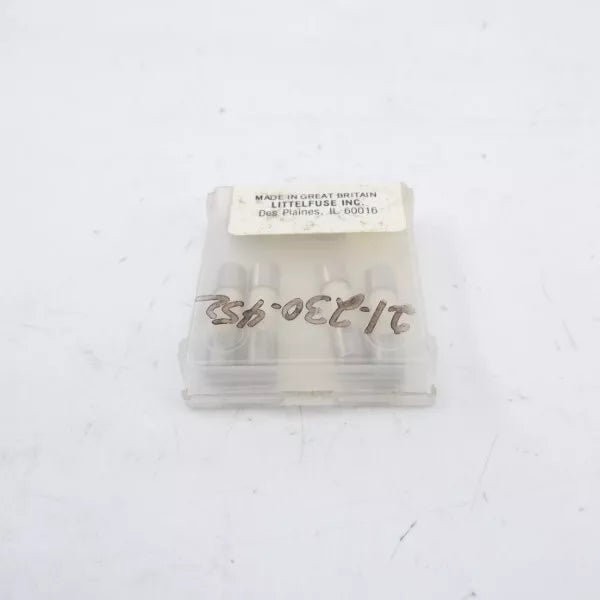 MADE IN GREAT BRITAIN
LITTELFUSE INC.
Des Plaines, IL 60016
21-230-452